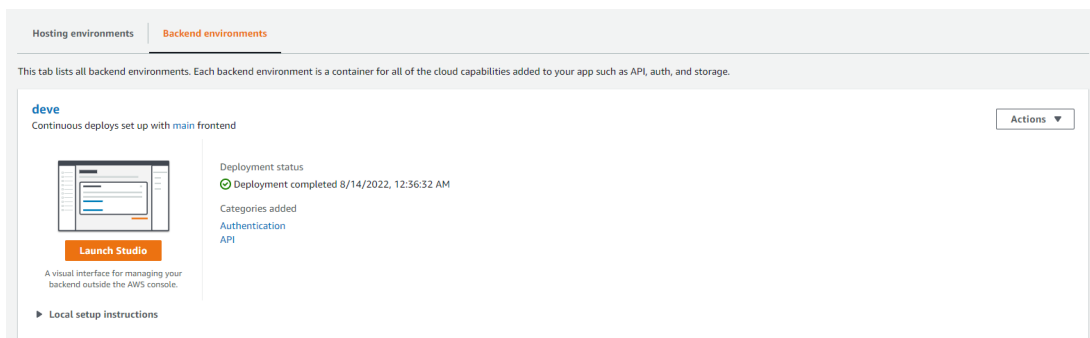 Hosting environments
Backend environments
This tab lists all backend environments. Each backend environment is a container for all of the cloud capabilities added to your app such as API, auth, and storage.
deve
Continuous deploys set up with main frontend
Actions
Launch Studio
A visual interface for managing your
backend outside the AWS console.
Deployment status
Deployment completed 8/14/2022, 12:36:32 AM
Categories added
Authentication
API
Local setup instructions